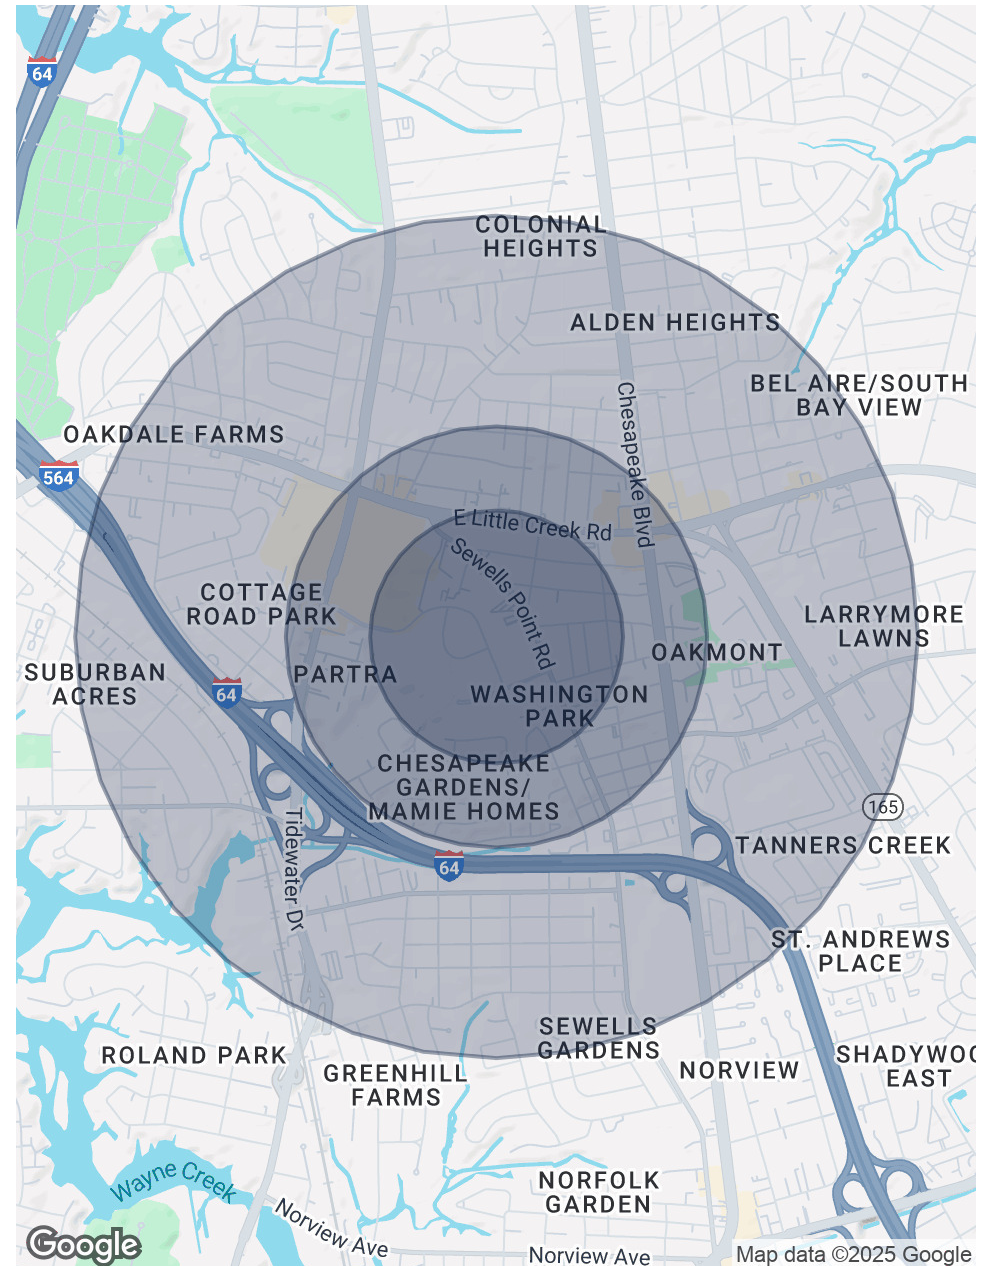 64
COLONIAL
HEIGHTS
ALDEN HEIGHTS
BEL AIRE/SOUTH
BAY VIEW
Chesapeake Blvd
OAKDALE FARMS
564
E Little Creek Rd
Sewells Point Rd
COTTAGE
ROAD PARK
LARRYMORE
LAWNS
OAKMONT
SUBURBAN
ACRES
PARTRA
64
WASHINGTON
PARK
CHESAPEAKE
GARDENS/
MAMIE HOMES
165
Tidewater Dr
TANNERS CREEK
64
ST. ANDREWS
PLACE
SEWELLS
GARDENS
ROLAND PARK
SHADYWOO
EAST
GREENHILL
FARMS
NORVIEW
Wayne Creek
NORFOLK
GARDEN
Norview Ave
Norview Ave
Google
Map data ©2025 Google